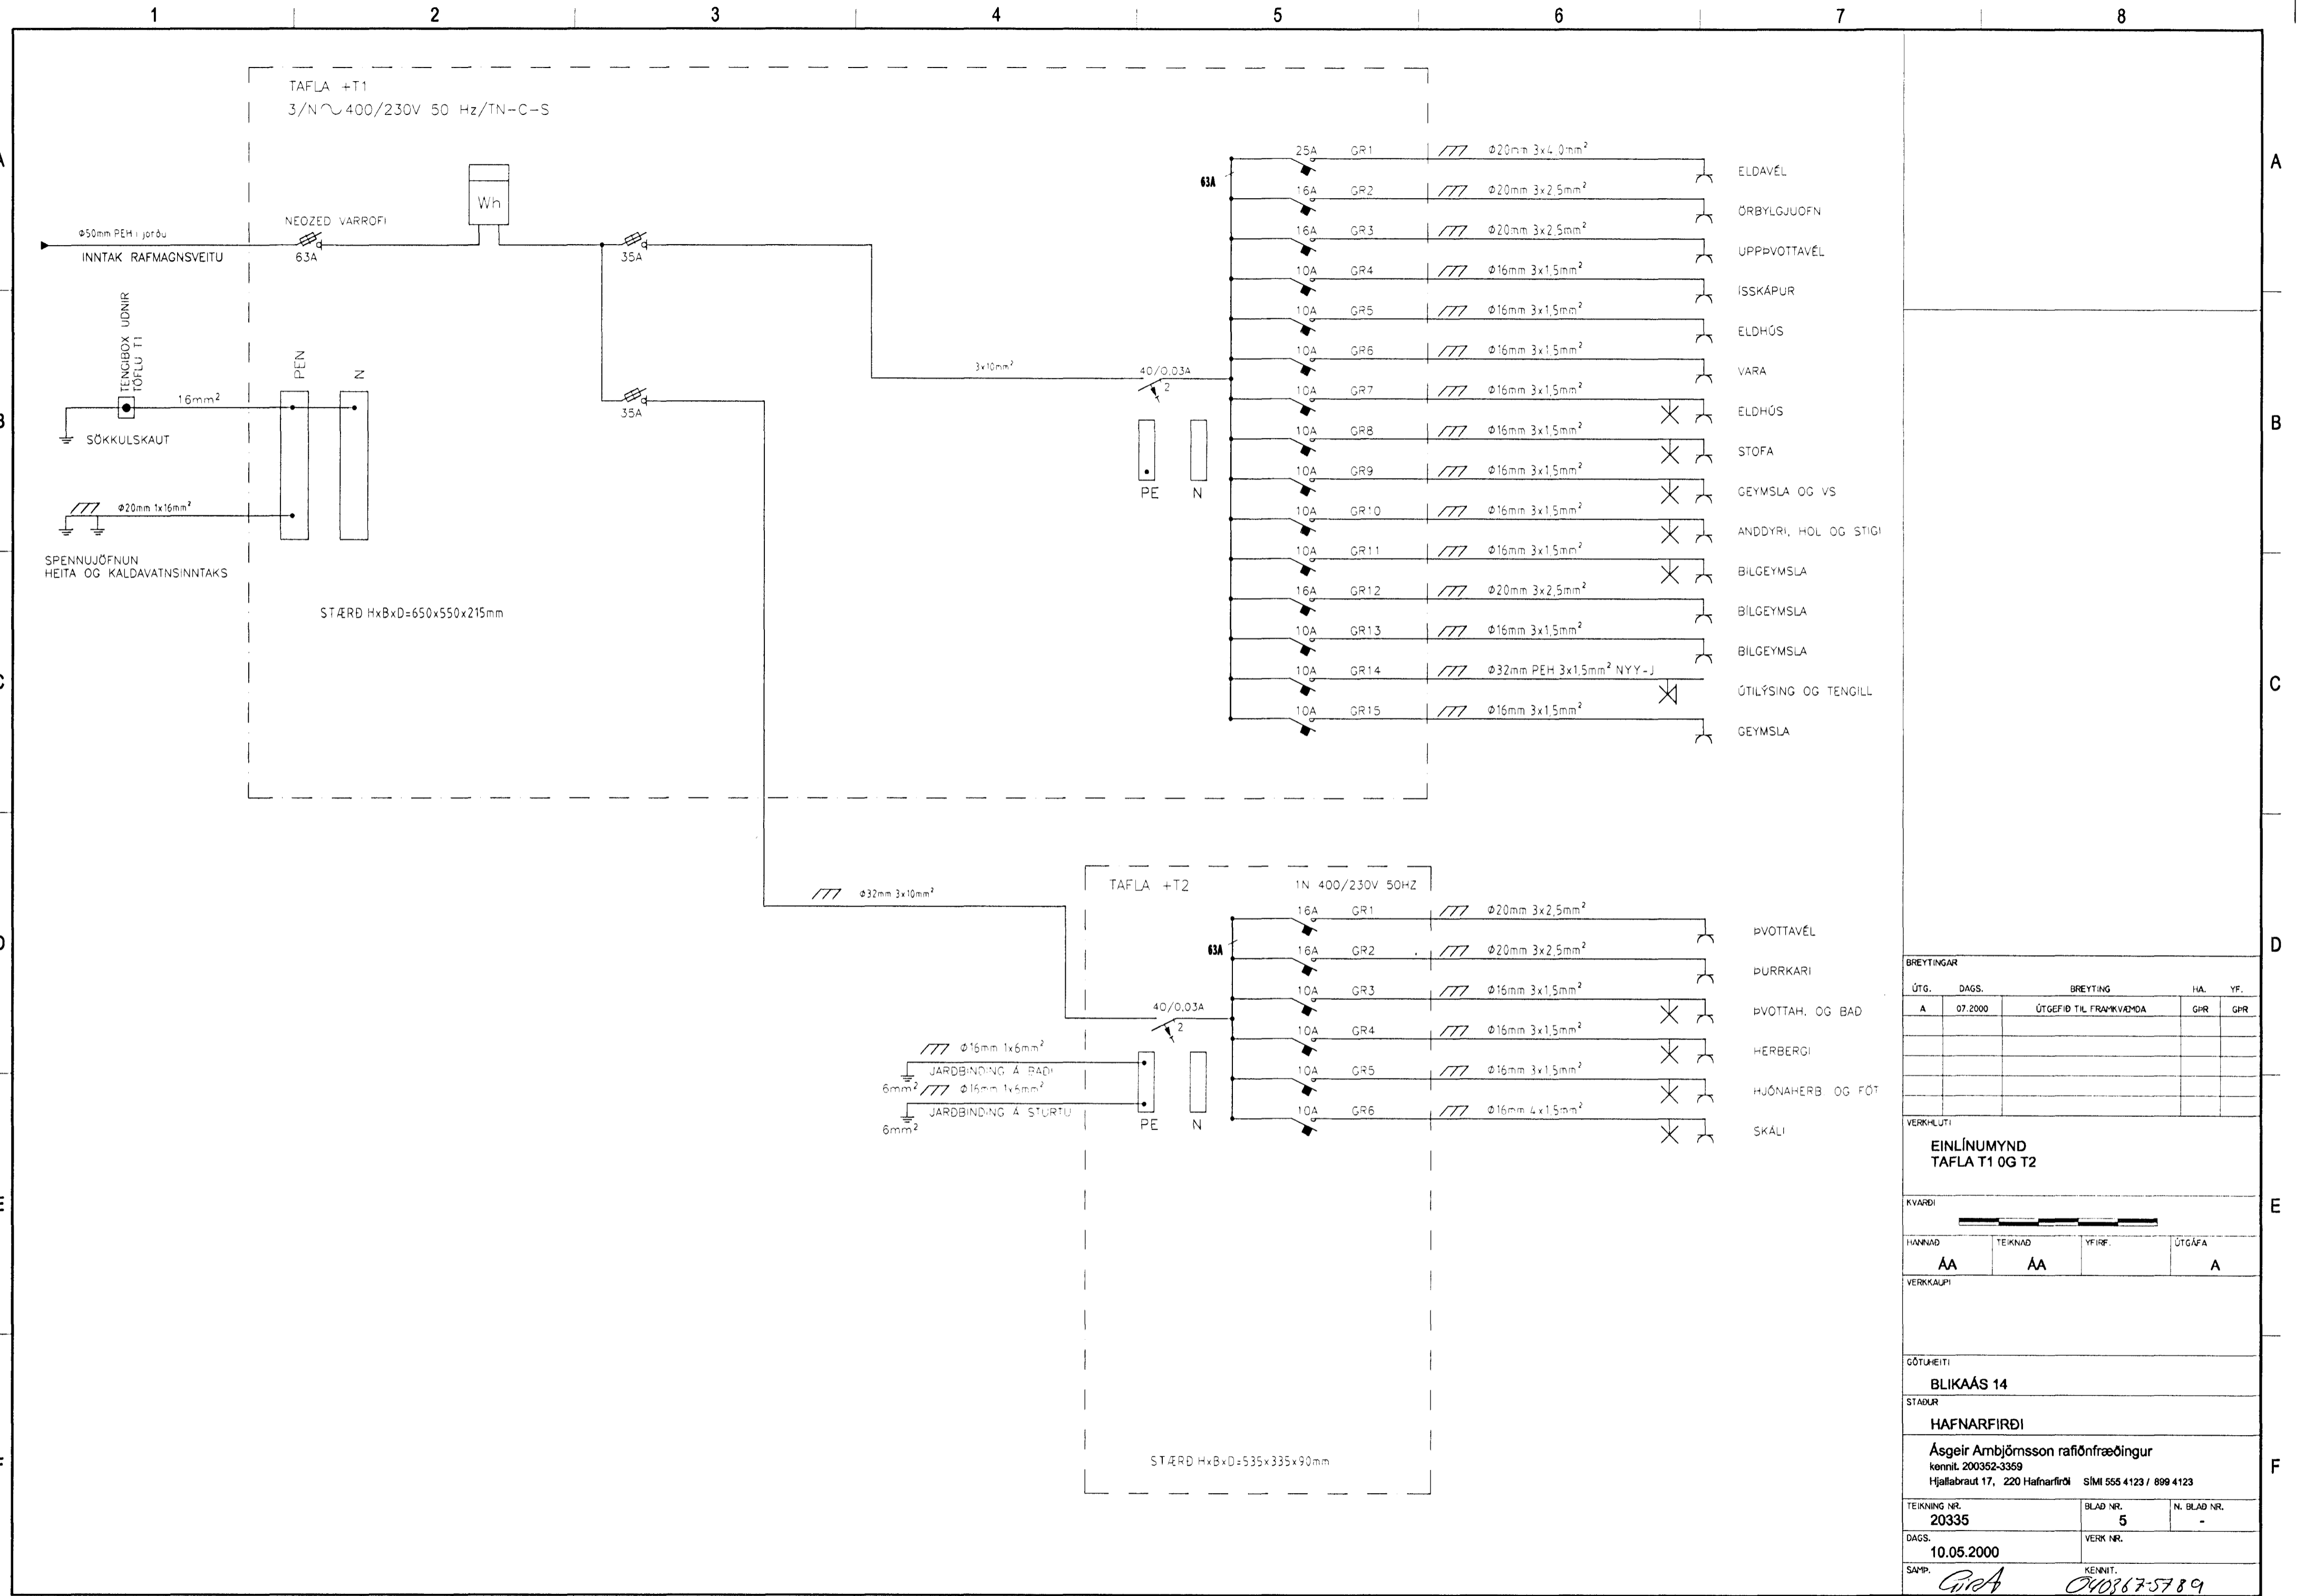 1 2 3 4 5 6 7 8
TAFLA +T1
3/N ~ 400/230V 50 Hz/TN-C-S
Φ50mm PEH í jörðu
INNTAK RAFMAGNSVEITU
NEOZED VARROFI
63A
Wh
35A
35A
TENGIBOX UDNIR
TÖFLU T1
16mm²
SÖKKULSKAUT
PEN
N
Φ20mm 1x16mm²
SPENNUJÖFNUN
HEITA OG KALDAVATNSINNTAKS
STÆRÐ HxBxD=650x550x215mm
3x10mm²
40/0.03A
2
PE N
63A
25A GR1 Φ20mm 3x4.0mm² ELDAVÉL
16A GR2 Φ20mm 3x2,5mm² ÖRBYLGJUOFN
16A GR3 Φ20mm 3x2,5mm² UPPÞVOTTAVÉL
10A GR4 Φ16mm 3x1,5mm² ÍSSKÁPUR
10A GR5 Φ16mm 3x1,5mm² ELDHÚS
10A GR6 Φ16mm 3x1,5mm² VARA
10A GR7 Φ16mm 3x1,5mm² ELDHÚS
10A GR8 Φ16mm 3x1,5mm² STOFA
10A GR9 Φ16mm 3x1,5mm² GEYMSLA OG VS
10A GR10 Φ16mm 3x1,5mm² ANDDYRI, HOL OG STIGI
10A GR11 Φ16mm 3x1,5mm² BÍLGEYMSLA
16A GR12 Φ20mm 3x2,5mm² BÍLGEYMSLA
10A GR13 Φ16mm 3x1,5mm² BÍLGEYMSLA
10A GR14 Φ32mm PEH 3x1,5mm² NYY-J ÚTILÝSING OG TENGILL
10A GR15 Φ16mm 3x1,5mm² GEYMSLA
Φ32mm 3x10mm²
TAFLA +T2 1N 400/230V 50HZ
63A
16A GR1 Φ20mm 3x2,5mm² ÞVOTTAVÉL
16A GR2 Φ20mm 3x2,5mm² ÞURRKARI
10A GR3 Φ16mm 3x1,5mm² ÞVOTTAH. OG BAÐ
10A GR4 Φ16mm 3x1,5mm² HERBERGI
10A GR5 Φ16mm 3x1,5mm² HJÓNAHERB OG FÖT
10A GR6 Φ16mm 4x1,5mm² SKÁLI
40/0,03A
2
Φ16mm 1x6mm²
JARÐBINDING Á BAÐI
6mm² Φ16mm 1x6mm²
JARÐBINDING Á STURTU
6mm²
PE N
STÆRÐ HxBxD=535x335x90mm
A
B
C
D
E
F
BREYTINGAR
ÚTG. DAGS. BREYTING HA. YF.
A 07.2000 ÚTGEFIÐ TIL FRAMKVÆMDA GÞR GÞR
VERKHLUTI
EINLÍNUMYND
TAFLA T1 0G T2
KVARÐI
HANNAÐ TEIKNAÐ YFIRF. ÚTGÁFA
ÁA ÁA A
VERKKAUPI
GÖTUHEITI
BLIKAÁS 14
STAÐUR
HAFNARFIRÐI
Ásgeir Arnbjörnsson rafiðnfræðingur
kennit. 200352-3359
Hjallabraut 17, 220 Hafnarfirði SÍMI 555 4123 / 899 4123
TEIKNING NR. BLAÐ NR. N. BLAÐ NR.
20335 5 -
DAGS. VERK NR.
10.05.2000
SAMÞ. KENNIT.
040367-5789